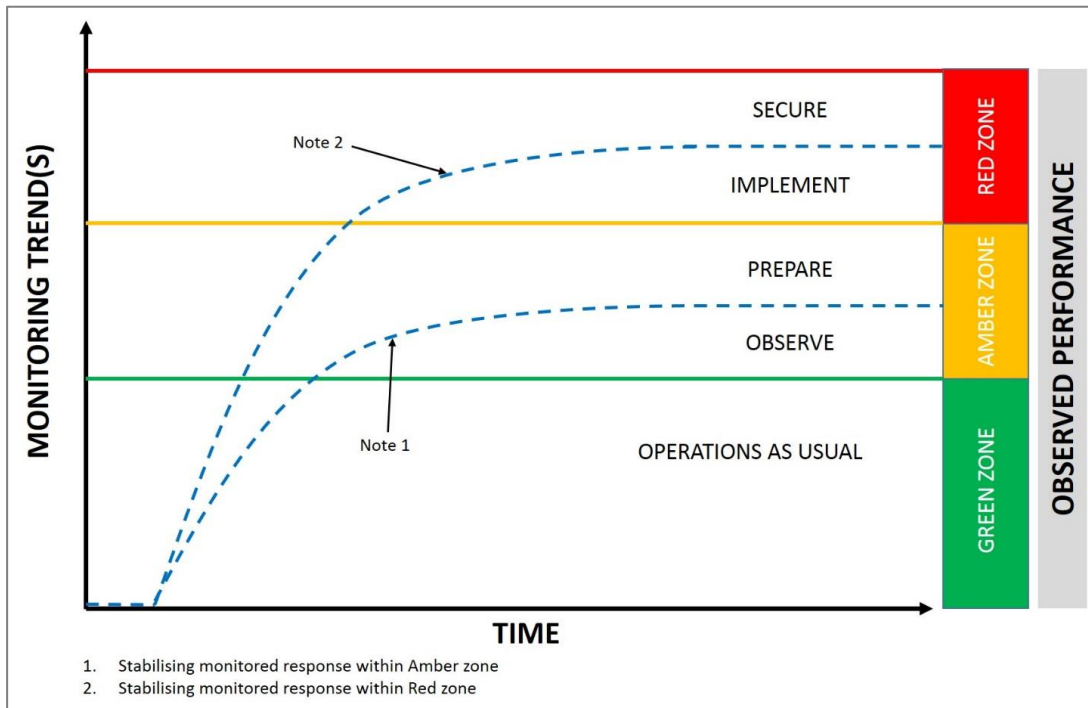 MONITORING TREND(S)
SECURE
Note 2
IMPLEMENT
PREPARE
OBSERVE
Note 1
OPERATIONS AS USUAL
RED ZONE
AMBER ZONE
GREEN ZONE
OBSERVED PERFORMANCE
TIME
1. Stabilising monitored response within Amber zone
2. Stabilising monitored response within Red zone